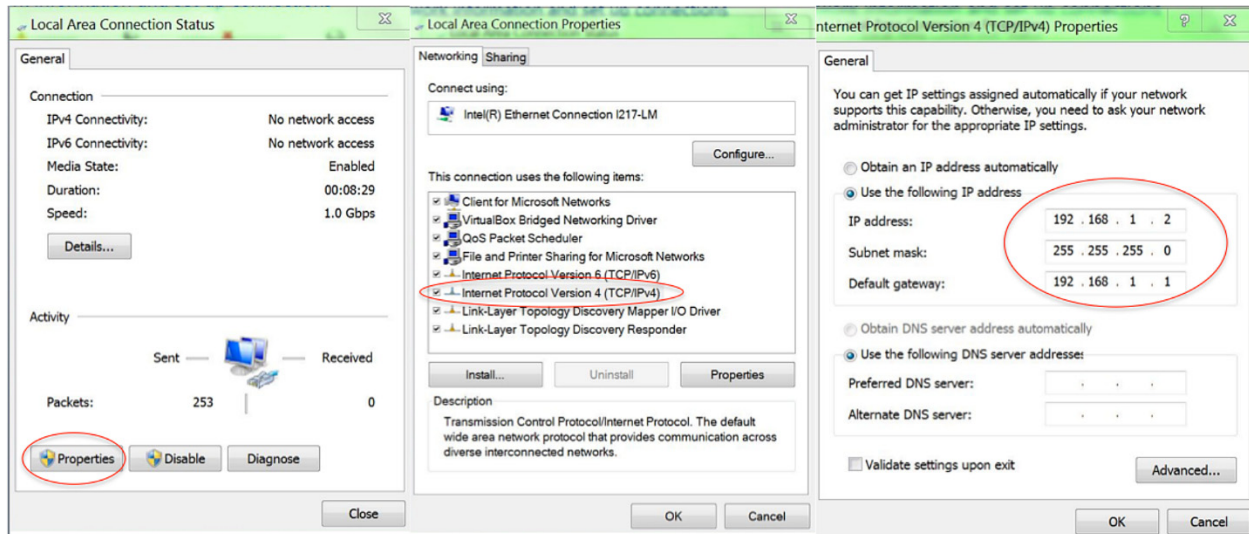 Local Area Connection Status
General
Connection
IPv4 Connectivity: No network access
IPv6 Connectivity: No network access
Media State: Enabled
Duration: 00:08:29
Speed: 1.0 Gbps
Details...
Activity
Sent Received
Packets: 253 0
Properties Disable Diagnose
Close
Local Area Connection Properties
Networking Sharing
Connect using:
Intel(R) Ethernet Connection I217-LM
Configure...
This connection uses the following items:
Client for Microsoft Networks
VirtualBox Bridged Networking Driver
QoS Packet Scheduler
File and Printer Sharing for Microsoft Networks
Internet Protocol Version 6 (TCP/IPv6)
Internet Protocol Version 4 (TCP/IPv4)
Link-Layer Topology Discovery Mapper I/O Driver
Link-Layer Topology Discovery Responder
Install... Uninstall Properties
Description
Transmission Control Protocol/Internet Protocol. The default
wide area network protocol that provides communication across
diverse interconnected networks.
OK Cancel
nternet Protocol Version 4 (TCP/IPv4) Properties
General
You can get IP settings assigned automatically if your network
supports this capability. Otherwise, you need to ask your network
administrator for the appropriate IP settings.
Obtain an IP address automatically
Use the following IP address
IP address: 192 . 168 . 1 . 2
Subnet mask: 255 . 255 . 255 . 0
Default gateway: 192 . 168 . 1 . 1
Obtain DNS server address automatically
Use the following DNS server addresses
Preferred DNS server: . . .
Alternate DNS server: . . .
Validate settings upon exit
Advanced...
OK Cancel